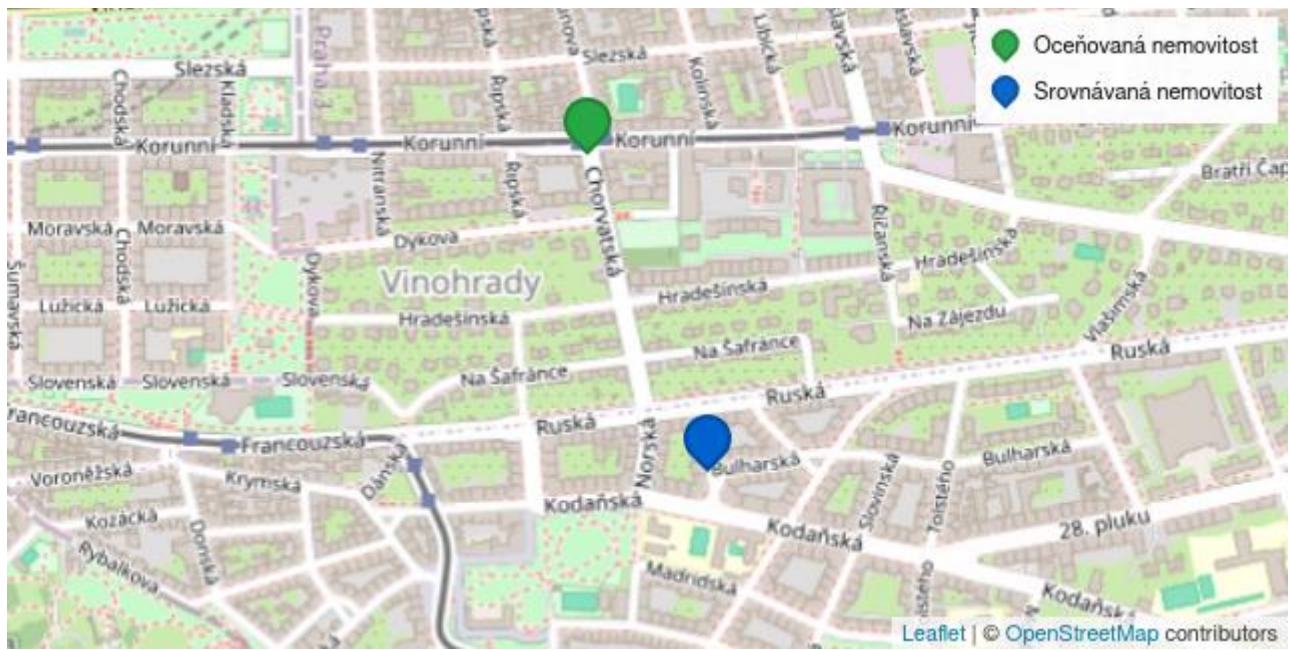 Oceňovaná nemovitost
Srovnávaná nemovitost
Slezská
Slezská
Praha 3
Chodská
Kladská
Řipská
Kolínská
Libická
Korunní
Korunní
Korunní
Korunní
Nitranská
Řipská
Chorvatská
Bratří Čap
Moravská
Moravská
Chodská
Dykova
Dykova
Vinohrady
Říčanská
Hradešínská
Šumavská
Lužická
Lužická
Hradešínská
Hradešínská
Na Zájezdu
Vlašimská
Na Šafránce
Na Šafránce
Ruská
Slovenská
Slovenská
Slovenská
Ruská
Ruská
Francouzská
Francouzská
Norská
Bulharská
Bulharská
Voroněžská
Krymská
Dánská
Kodaňská
Slovinská
Tolstého
Kozácká
Donská
Kodaňská
28. pluku
Rybalkova
Madridská
Kodaňská
Leaflet | © OpenStreetMap contributors